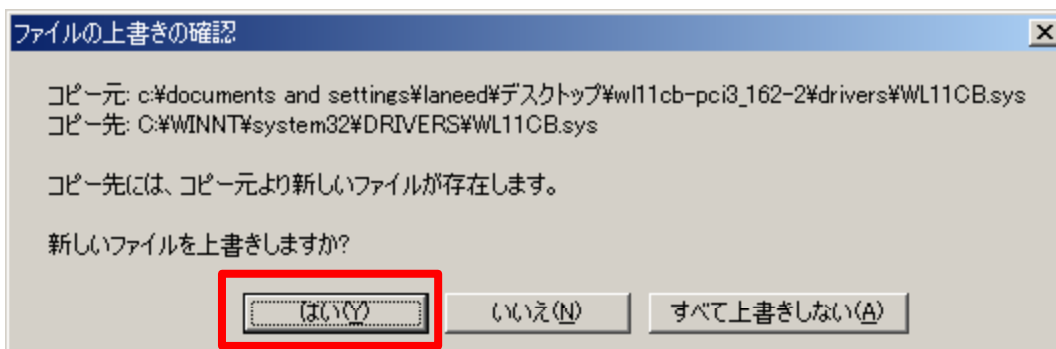 ファイルの上書きの確認
コピー元: c:¥documents and settings¥laneed¥デスクトップ¥wl11cb-pci3_162-2¥drivers¥WL11CB.sys
コピー先: C:¥WINNT¥system32¥DRIVERS¥WL11CB.sys
コピー先には、コピー元より新しいファイルが存在します。
新しいファイルを上書きしますか?
はい(Y) いいえ(N) すべて上書きしない(A)